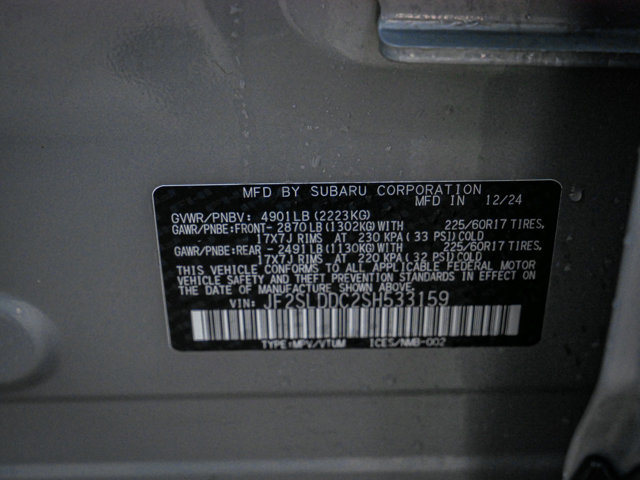 MFD BY SUBARU CORPORATION
MFD IN 12/24
GVWR/PNBV: 4901LB(2223KG)
GAWR/PNBE:FRONT- 2870LB(1302KG)WITH 225/60R17 TIRES,
17X7J RIMS AT 230 KPA(33 PSI)COLD
GAWR/PNBE:REAR- 2491LB(1130KG)WITH 225/60R17 TIRES,
17X7J RIMS AT 220 KPA(32 PSI)COLD
THIS VEHICLE CONFORMS TO ALL APPLICABLE FEDERAL MOTOR
VEHICLE SAFETY AND THEFT PREVENTION STANDARDS IN EFFECT ON
THE DATE OF MANUFACTURE SHOWN ABOVE.
VIN: JF2SLDDC2SH533159
TYPE:MPV/VTUM ICES/NMB-002